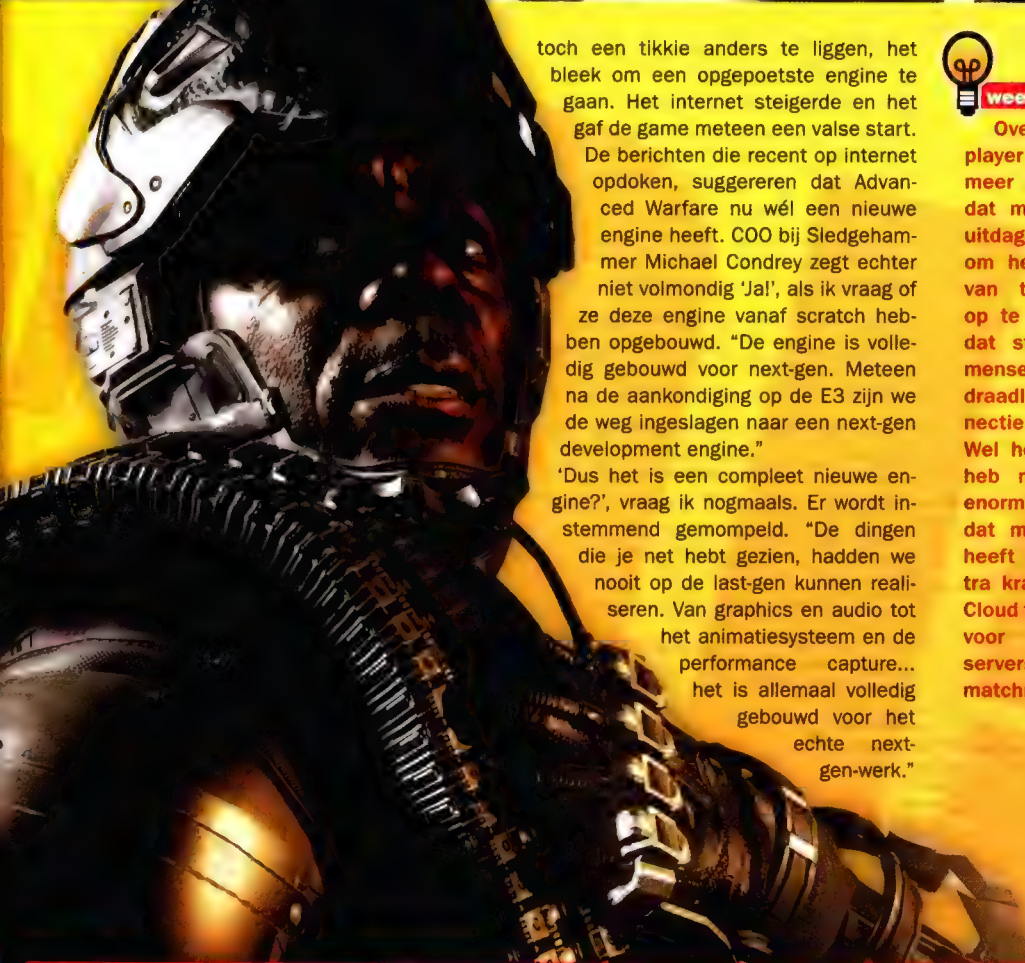 toch een tikkie anders te liggen, het
bleek om een opgepoetste engine te
gaan. Het internet steigerde en het
gaf de game meteen een valse start.
De berichten die recent op internet
opdoken, suggereren dat Advan-
ced Warfare nu wél een nieuwe
engine heeft. COO bij Sledgeham-
mer Michael Condrey zegt echter
niet volmondig ‘Ja!’, als ik vraag of
ze deze engine vanaf scratch heb-
ben opgebouwd. “De engine is volle-
dig gebouwd voor next-gen. Meteen
na de aankondiging op de E3 zijn we
de weg ingeslagen naar een next-gen
development engine.”
‘Dus het is een compleet nieuwe en-
gine?’, vraag ik nogmaals. Er wordt in-
stemmend gemompeld. “De dingen
die je net hebt gezien, hadden we
nooit op de last-gen kunnen reali-
seren. Van graphics en audio tot
het animatiesysteem en de
performance capture...
het is allemaal volledig
gebouwd voor het
echte next-
gen-werk.”
wee
Ove
player
meer
dat m
uitdag
om he
van t
op te
dat s
mense
draadl
nectie
Wel he
heb r
enorm
dat m
heeft
tra kra
Cloud
voor
server
match